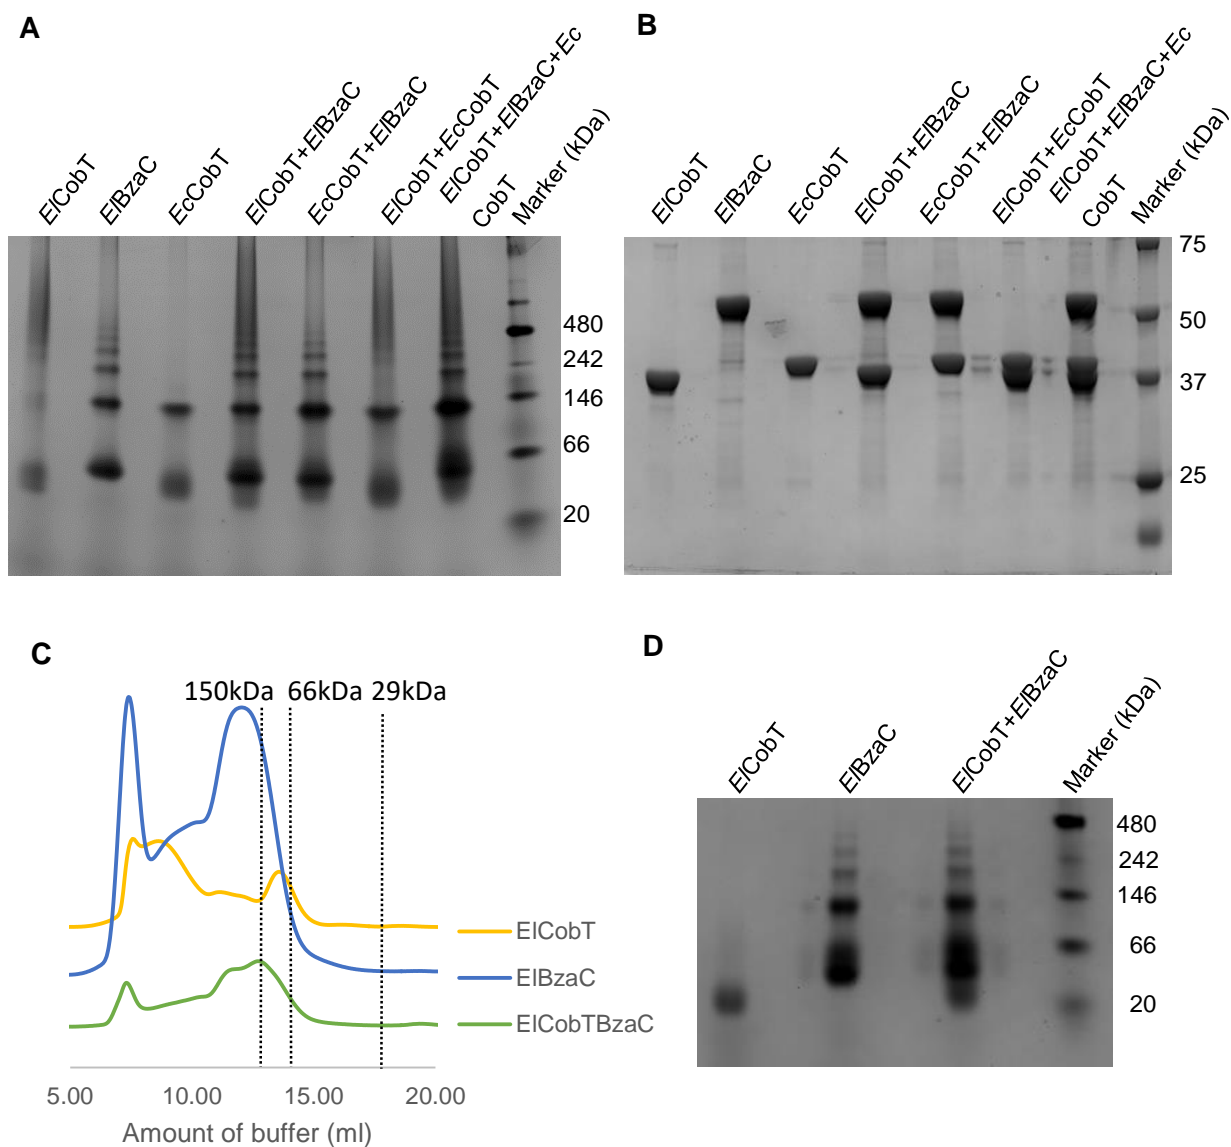 A
ElCobT
ElBzaC
EcCobT
ElCobT+ElBzaC
EcCobT+ElBzaC
ElCobT+EcCobT
ElCobT+ElBzaC+Ec
CobT
Marker (kDa)
480
242
146
66
20
B
ElCobT
ElBzaC
EcCobT
ElCobT+ElBzaC
EcCobT+ElBzaC
ElCobT+EcCobT
ElCobT+ElBzaC+Ec
CobT
Marker (kDa)
75
50
37
25
C
150kDa 66kDa 29kDa
ElCobT
ElBzaC
ElCobTBzaC
5.00 10.00 15.00 20.00
Amount of buffer (ml)
D
ElCobT
ElBzaC
ElCobT+ElBzaC
Marker (kDa)
480
242
146
66
20